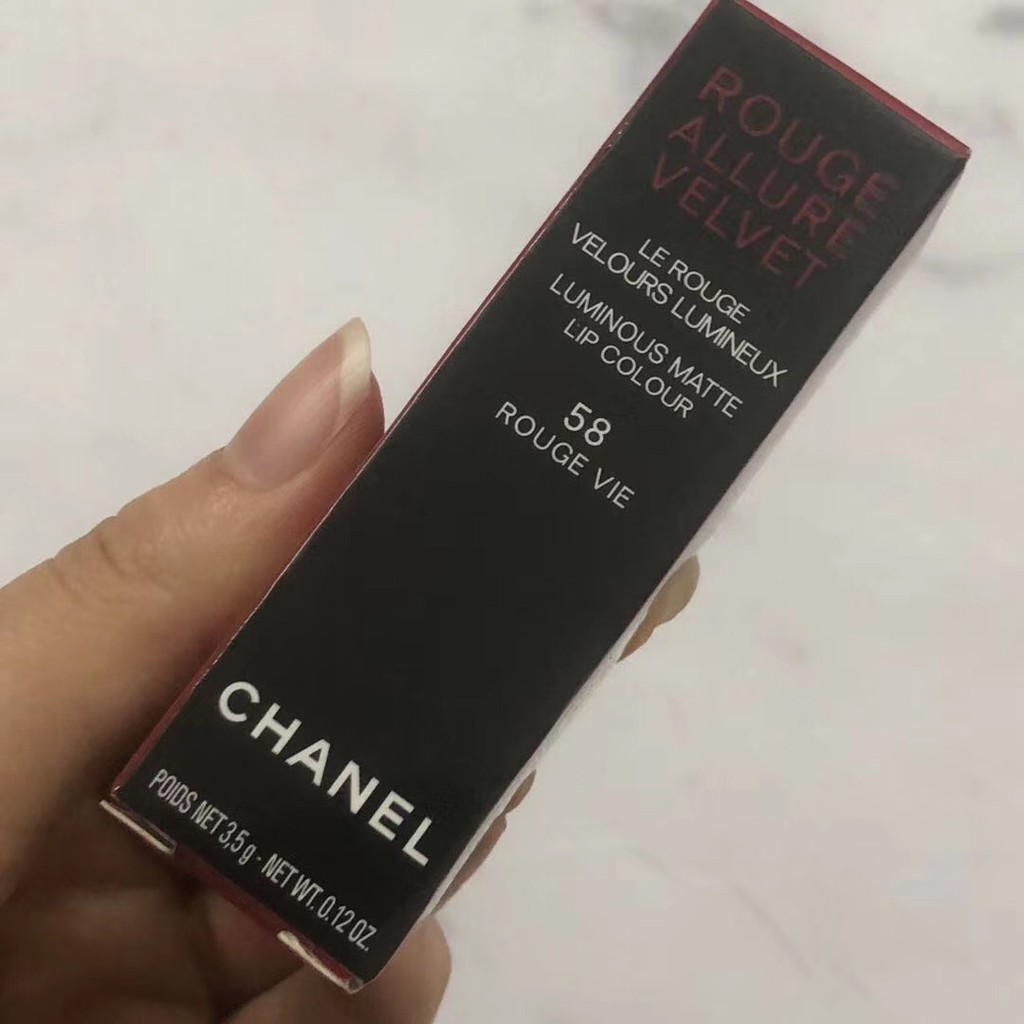 ROUGE
ALLURE
VELVET
LE ROUGE
VELOURS LUMINEUX
LUMINOUS MATTE
LIP COLOUR
58
ROUGE VIE
CHANEL
POIDS NET 3,5 g - NET WT. 0.12 OZ.